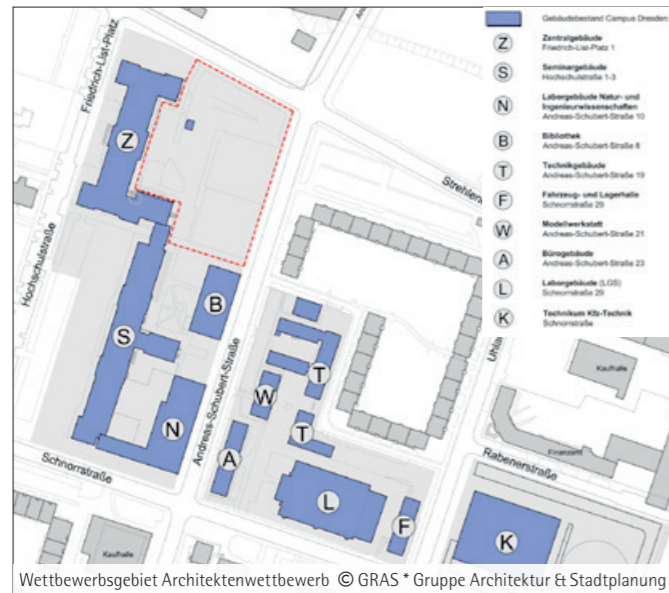 Friedrich-List-Platz
Hochschulstraße
Schnorrstraße
Andreas-Schubert-Straße
Rabenerstraße
Kaufhalle
Kaufhalle
Finanzamt
Z
S
B
N
T
W
T
A
L
F
K
Gebäudebestand Campus Dresden
Z
Zentralgebäude
Friedrich-List-Platz 1
S
Seminargebäude
Hochschulstraße 1-3
N
Laborgebäude Natur- und
Ingenieurwissenschaften
Andreas-Schubert-Straße 10
B
Bibliothek
Andreas-Schubert-Straße 8
T
Technikgebäude
Andreas-Schubert-Straße 19
F
Fahrzeug- und Lagerhalle
Schnorrstraße 29
W
Modellwerkstatt
Andreas-Schubert-Straße 21
A
Bürogebäude
Andreas-Schubert-Straße 23
L
Laborgebäude (LGS)
Schnorrstraße 29
K
Technikum Kfz-Technik
Schnorrstraße
Wettbewerbsgebiet Architektenwettbewerb © GRAS * Gruppe Architektur & Stadtplanung